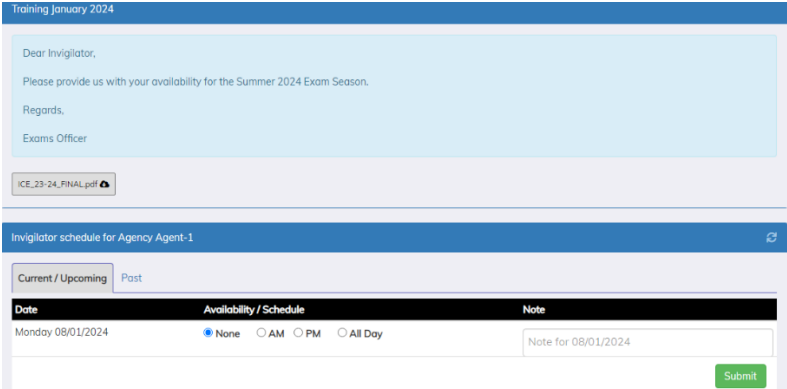 Training January 2024
Dear Invigilator,
Please provide us with your availability for the Summer 2024 Exam Season.
Regards,
Exams Officer
ICE_23-24_FINAL.pdf
Invigilator schedule for Agency Agent-1
Current / Upcoming Past
Date Availability / Schedule Note
Monday 08/01/2024 None AM PM All Day Note for 08/01/2024
Submit